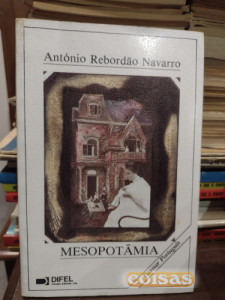 António Rebordão Navarro
MESOPOTÂMIA
DIFEL
coisas